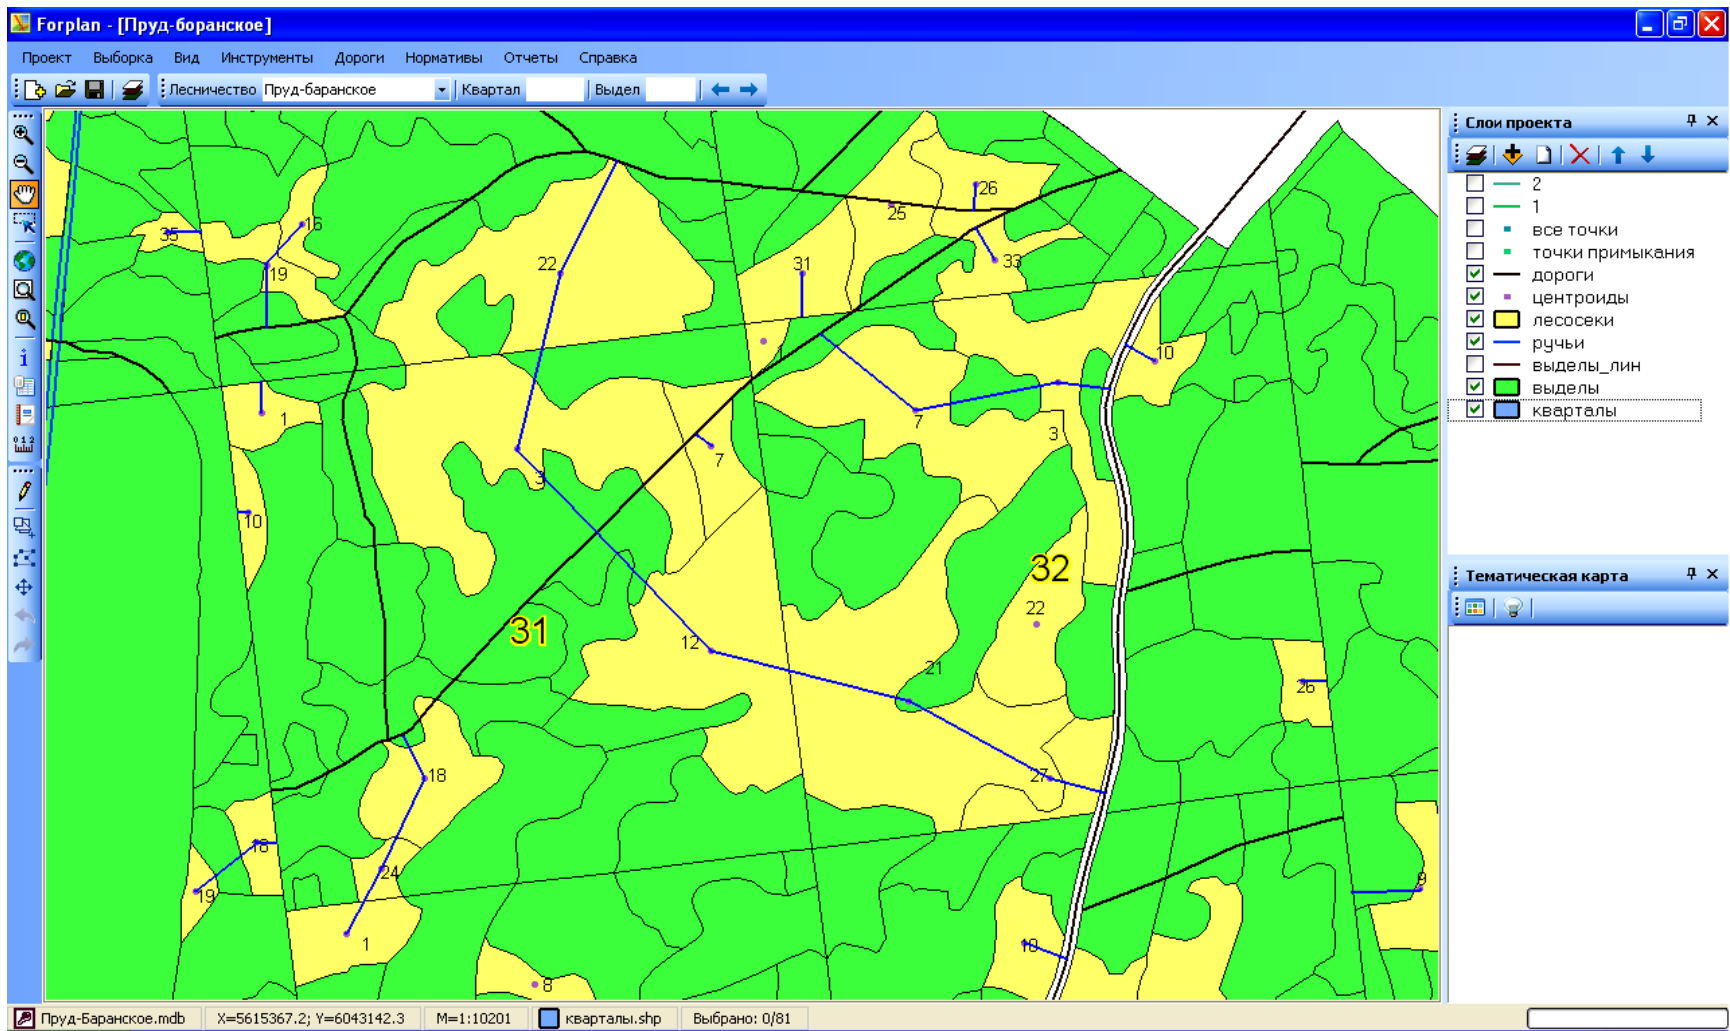 Forplan - [Пруд-боранское]
Проект Выборка Вид Инструменты Дороги Нормативы Отчеты Справка
Лесничество Пруд-баранское Квартал Выдел
Слои проекта
2
1
все точки
точки примыкания
дороги
центроиды
лесосеки
ручьи
выделы_лин
выделы
кварталы
Тематическая карта
26
25
16
35
33
22
31
19
10
1
7
3
7
3
10
32
22
31
12
21
26
18
27
18
24
9
19
1
10
8
Пруд-Баранское.mdb X=5615367.2; Y=6043142.3 M=1:10201 кварталы.shp Выбрано: 0/81